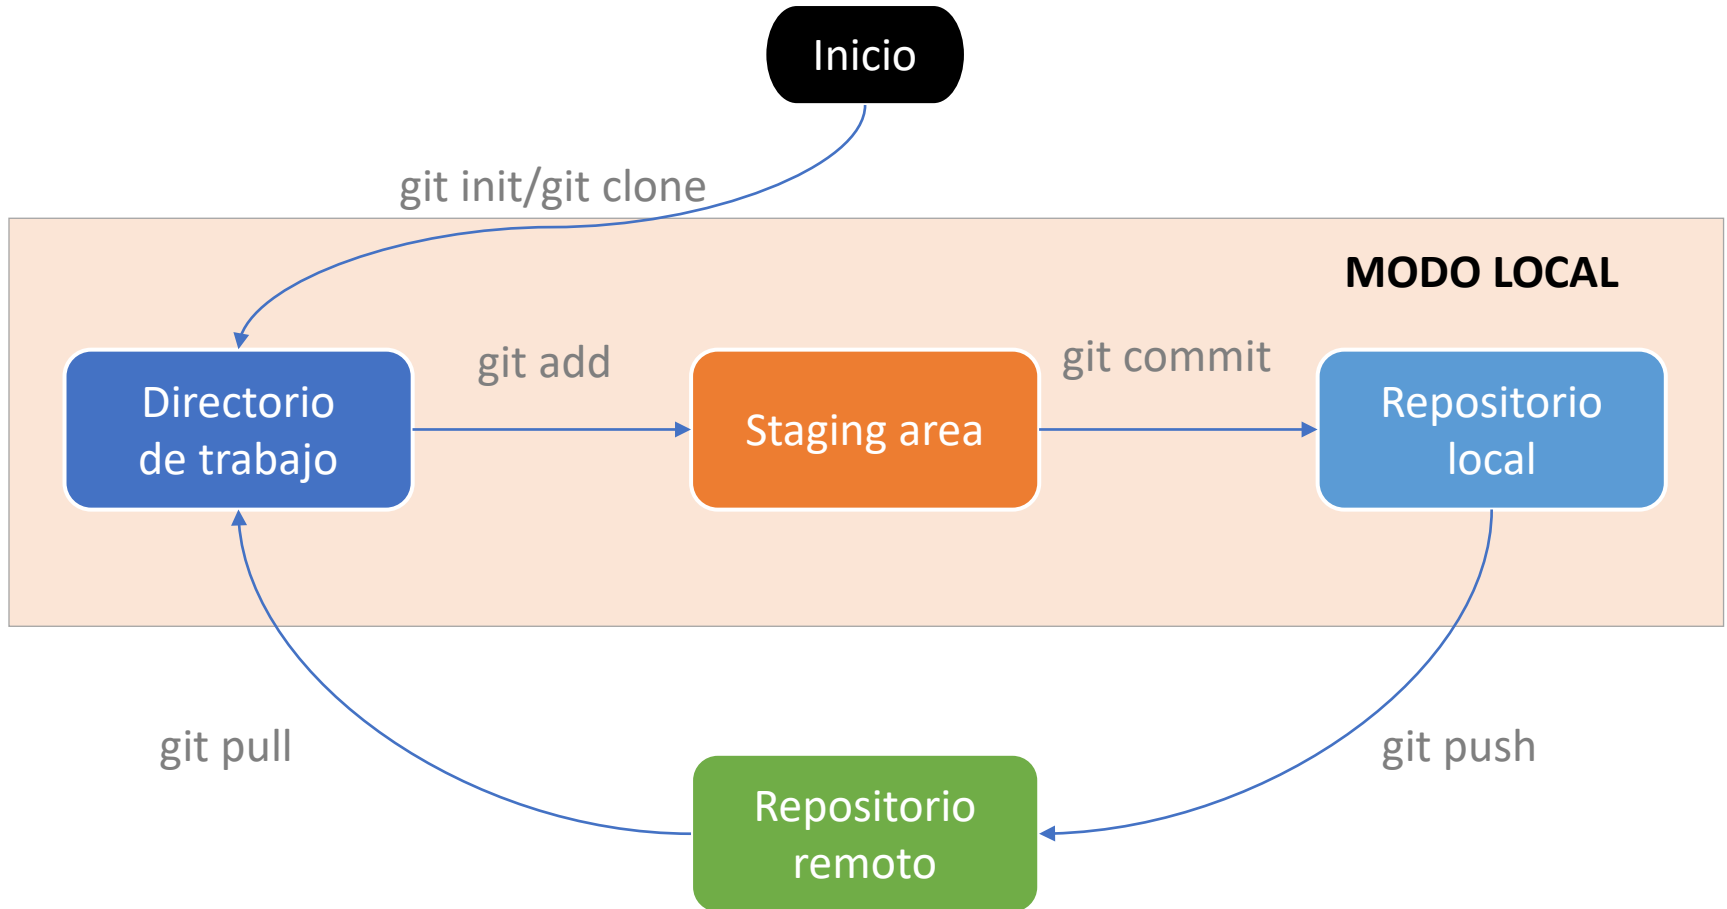 Inicio
git init/git clone
MODO LOCAL
git add
git commit
Directorio
de trabajo
Staging area
Repositorio
local
git pull
git push
Repositorio
remoto